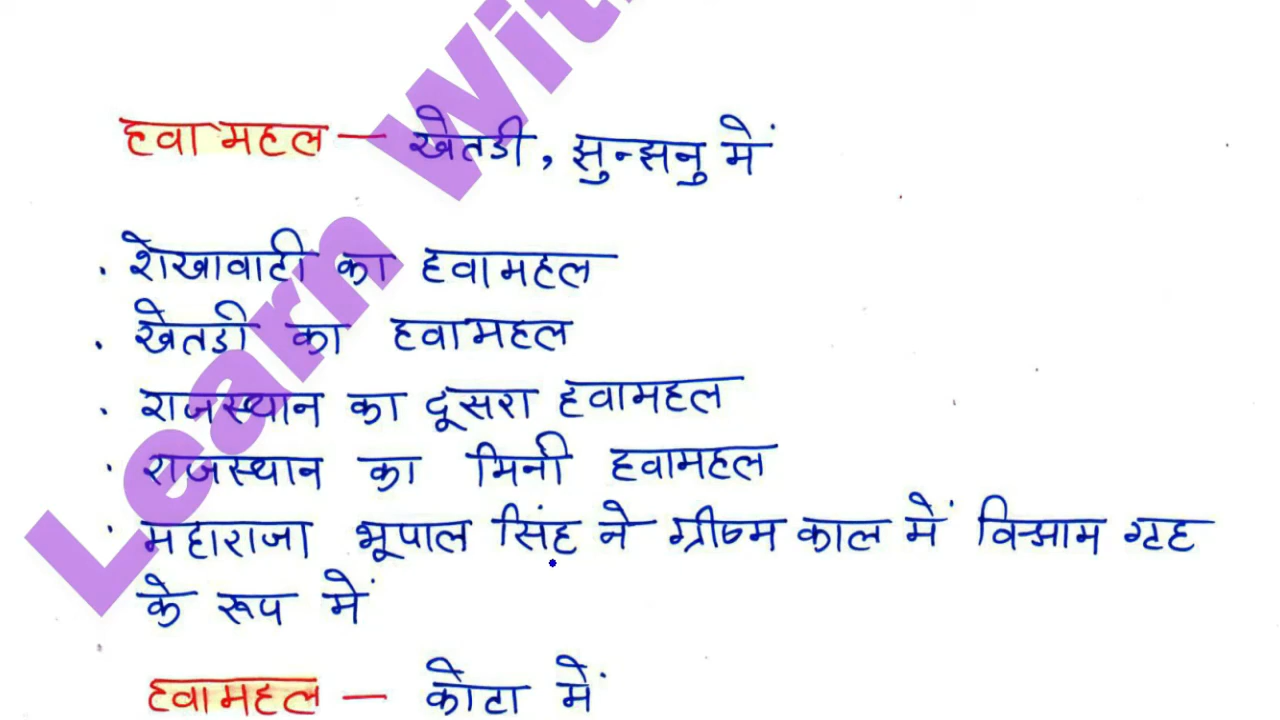 Learn Wit
हवा महल — खेतडी, झुन्झनु में
. शेखावाटी का हवामहल
. खेतडी का हवामहल
. राजस्थान का दूसरा हवामहल
. राजस्थान का मिनी हवामहल
. महाराजा भूपाल सिंह ने ग्रीष्म काल में विश्राम गृह
के रूप में
हवामहल — कोटा में